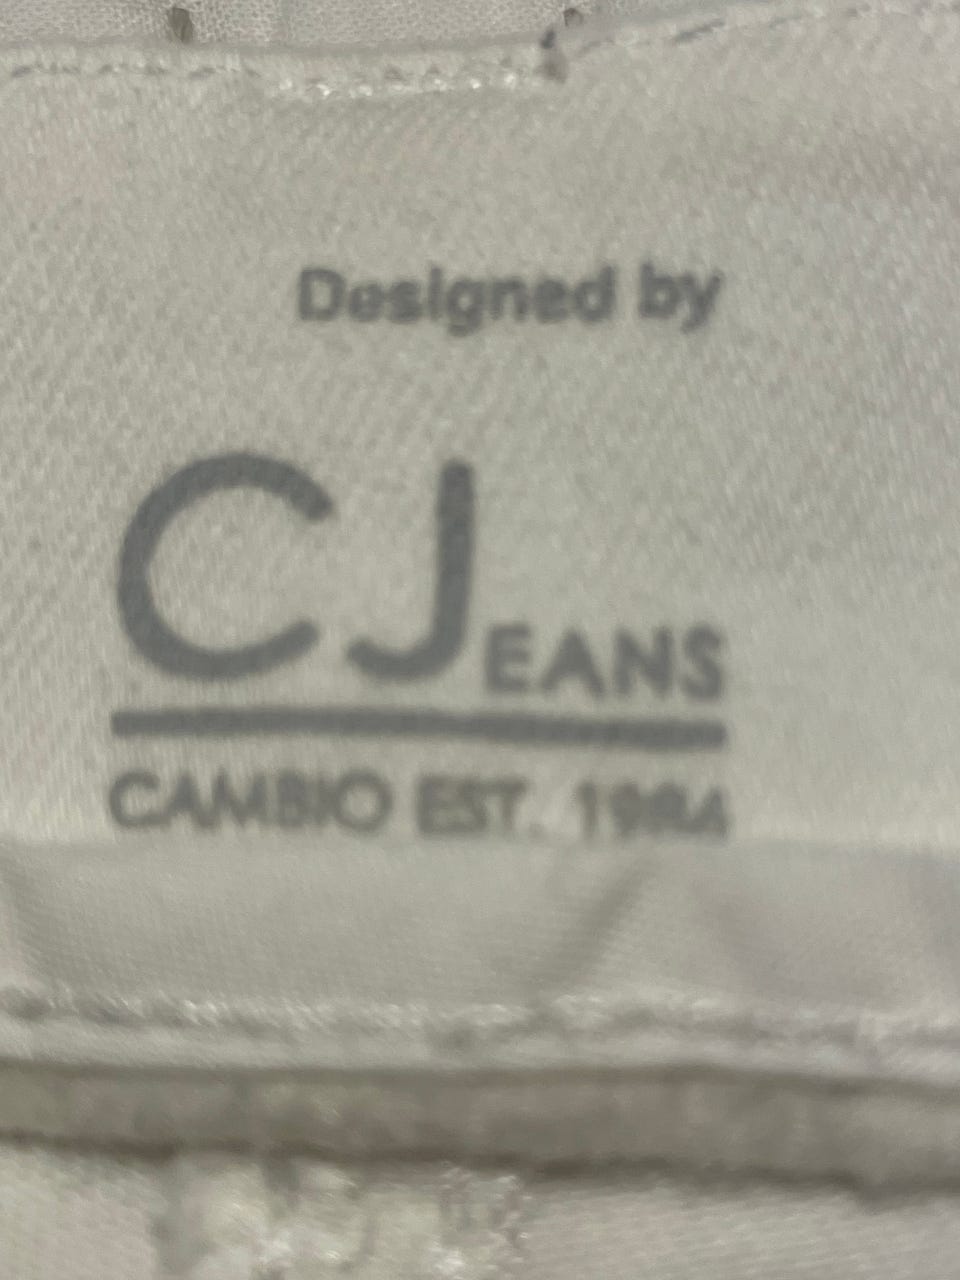 Designed by
CJEANS
CAMBIO EST. 1984